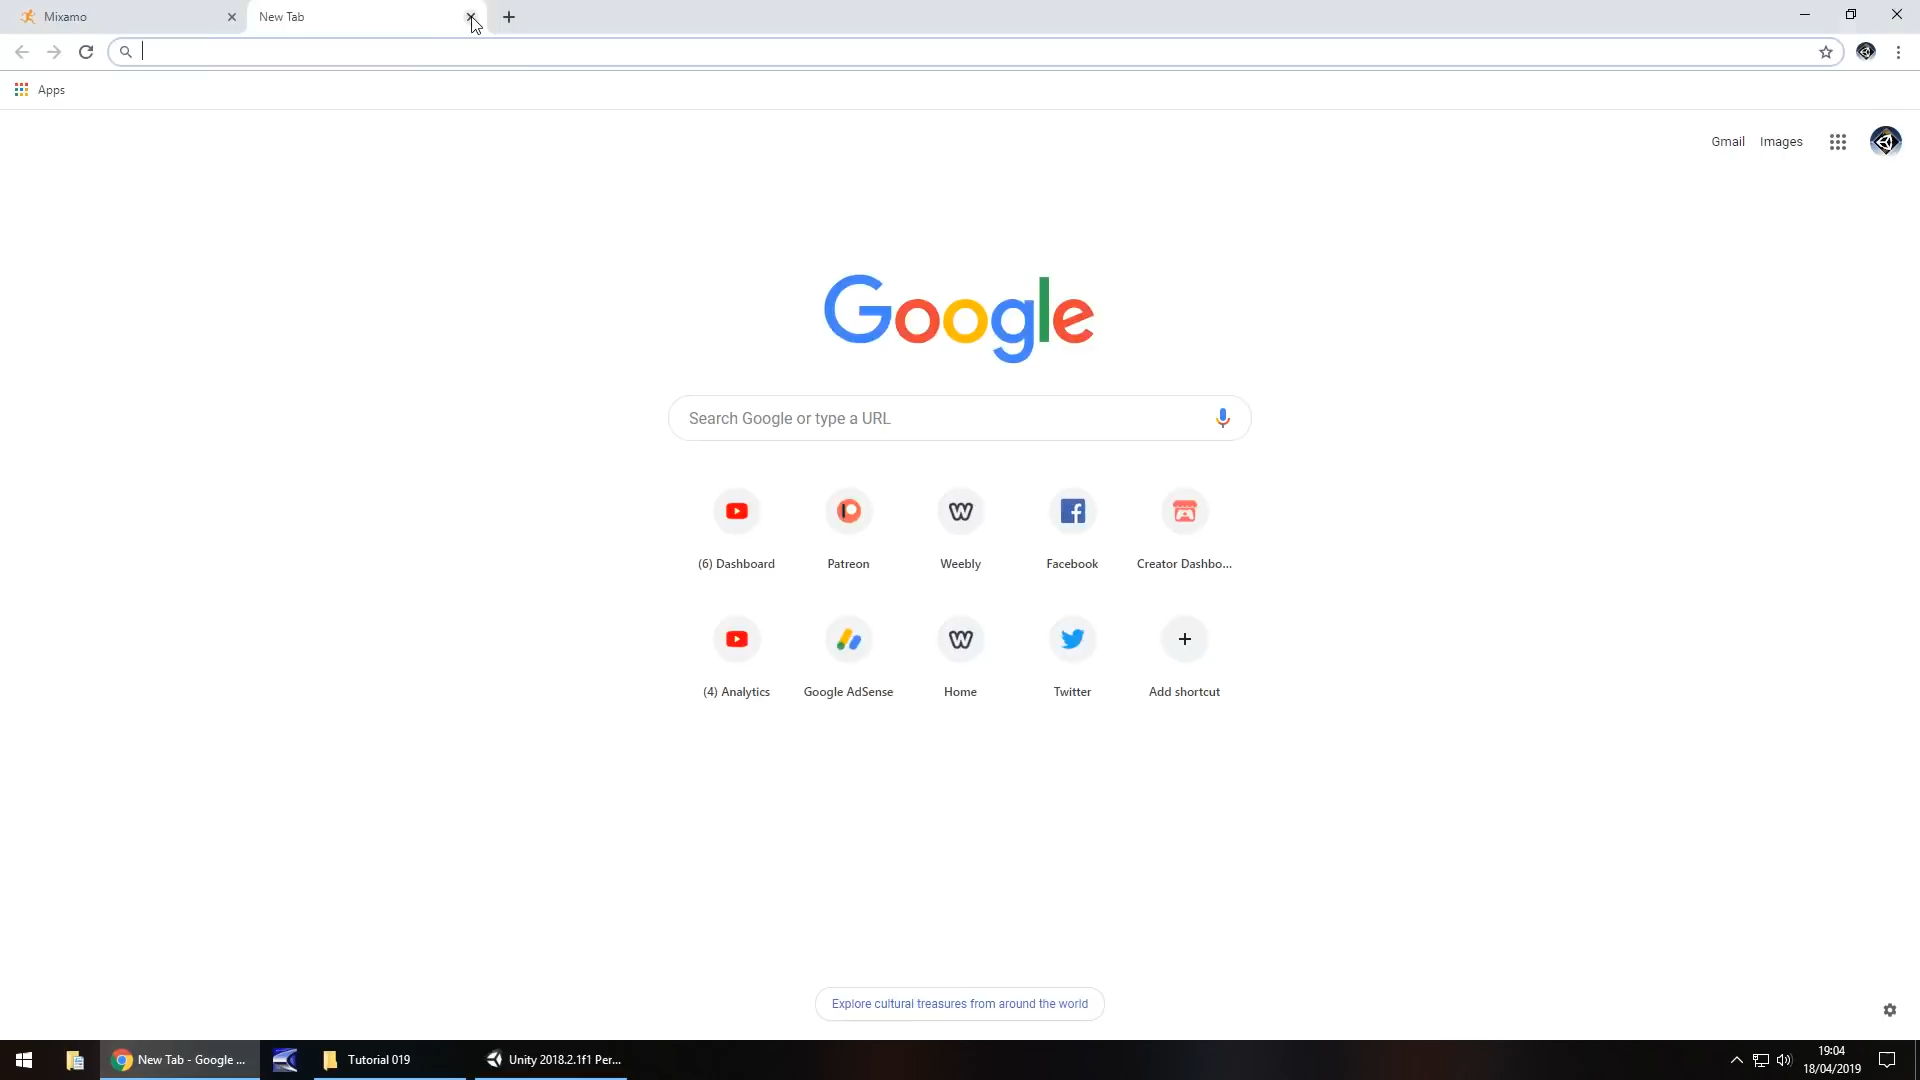 Mixamo
New Tab
Apps
Gmail
Images
Google
Search Google or type a URL
(6) Dashboard
Patreon
Weebly
Facebook
Creator Dashbo...
(4) Analytics
Google AdSense
Home
Twitter
Add shortcut
Explore cultural treasures from around the world
New Tab - Google ...
Tutorial 019
Unity 2018.2.1f1 Per...
19:04
18/04/2019